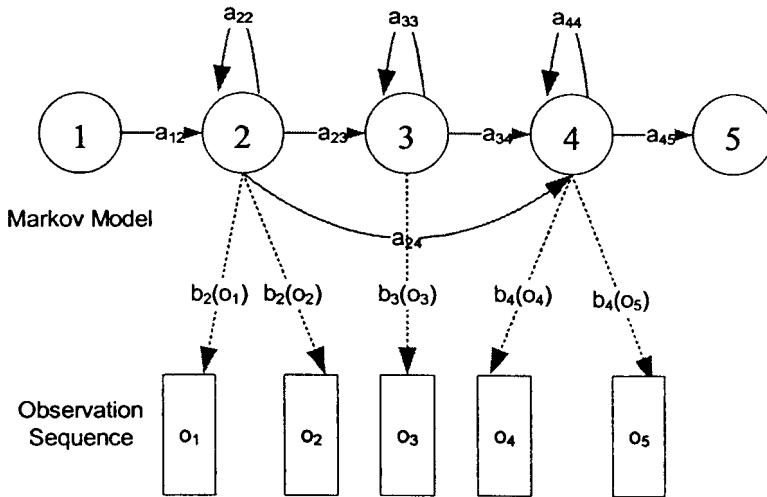 a22 a33 a44
1 a12 2 a23 3 a34 4 a45 5
Markov Model
a24
b2(o1) b2(o2) b3(o3) b4(o4) b4(o5)
Observation
Sequence
o1 o2 o3 o4 o5